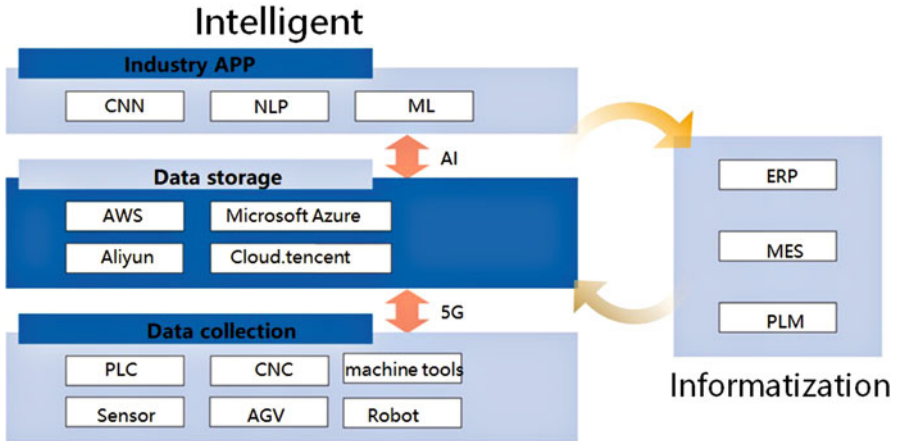 Intelligent
Industry APP
CNN NLP ML
AI
Data storage
AWS Microsoft Azure
Aliyun Cloud.tencent
5G
Data collection
PLC CNC machine tools
Sensor AGV Robot
ERP
MES
PLM
Informatization